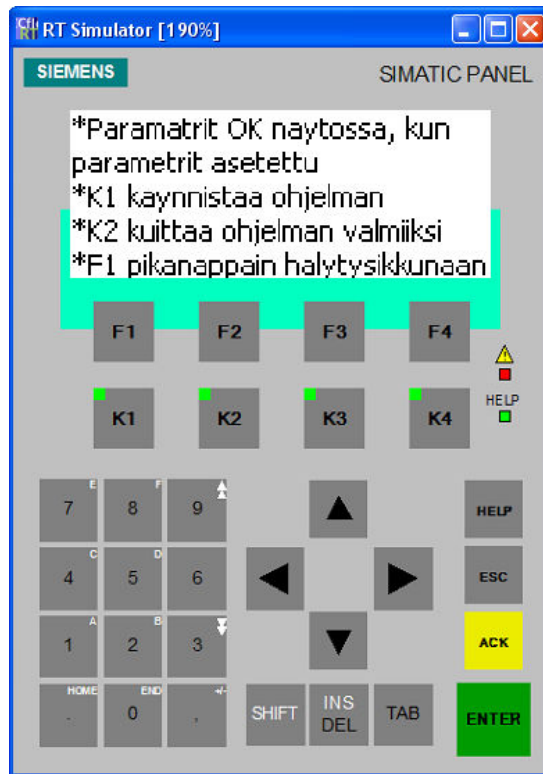 RT Simulator [190%]
SIEMENS SIMATIC PANEL
*Paramatrit OK naytossa, kun
parametrit asetettu
*K1 kaynnistaa ohjelman
*K2 kuittaa ohjelman valmiiksi
*F1 pikanappain halytysikkunaan
F1 F2 F3 F4
HELP
K1 K2 K3 K4
E F
7 8 9 HELP
C D
4 5 6 ESC
A B
1 2 3 ACK
HOME END +/-
. 0 , SHIFT INS DEL TAB ENTER